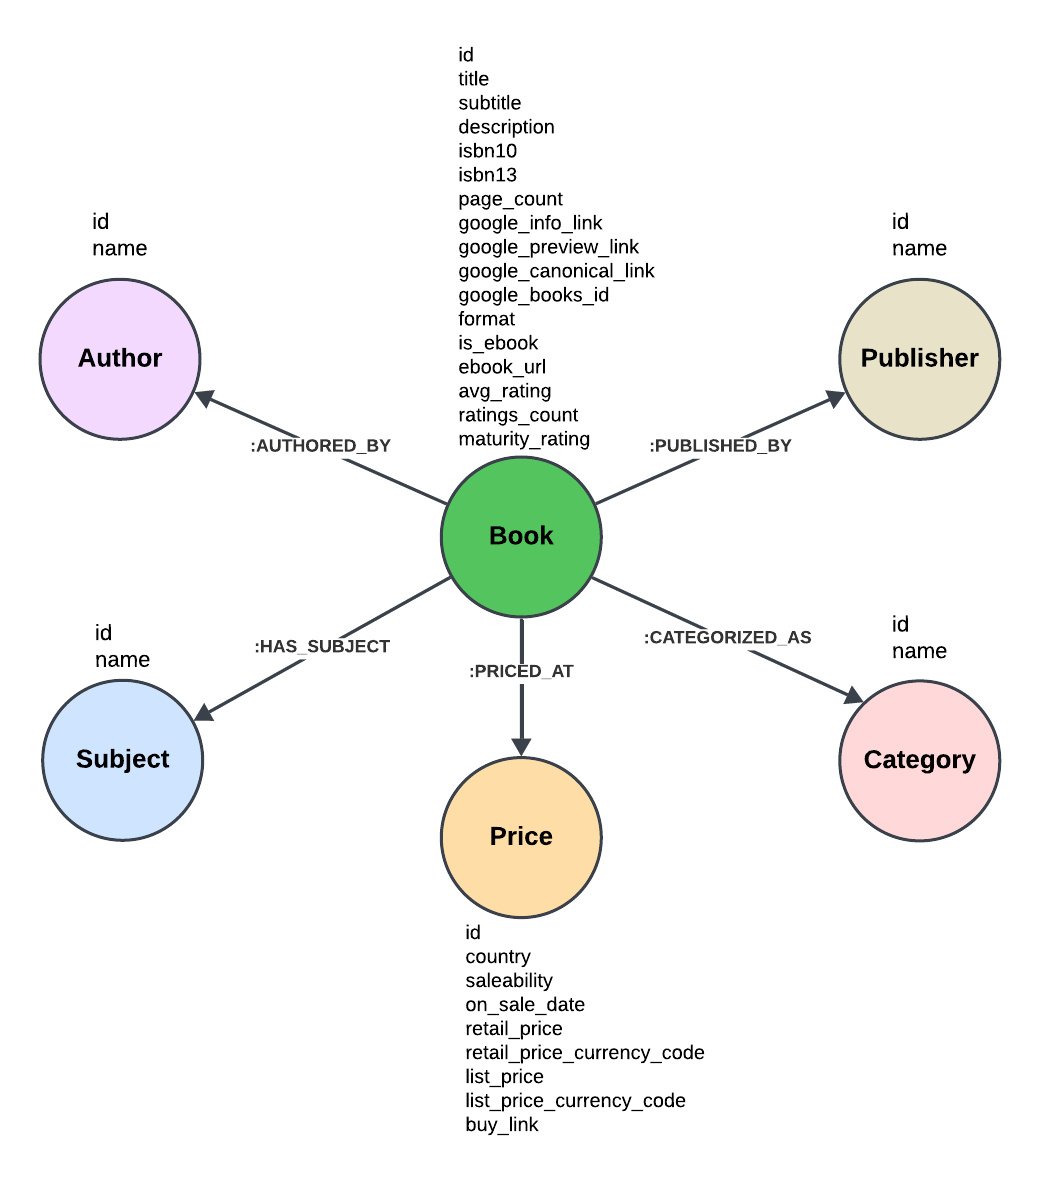 id
title
subtitle
description
isbn10
isbn13
page_count
google_info_link
google_preview_link
google_canonical_link
google_books_id
format
is_ebook
ebook_url
avg_rating
ratings_count
maturity_rating
id
name
Author
id
name
Publisher
:AUTHORED_BY
:PUBLISHED_BY
Book
:HAS_SUBJECT
:PRICED_AT
:CATEGORIZED_AS
id
name
Subject
id
name
Category
Price
id
country
saleability
on_sale_date
retail_price
retail_price_currency_code
list_price
list_price_currency_code
buy_link